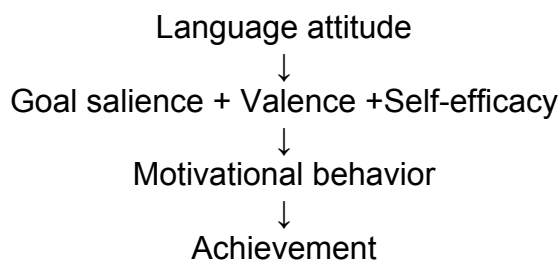 Language attitude
↓
Goal salience + Valence +Self-efficacy
↓
Motivational behavior
↓
Achievement